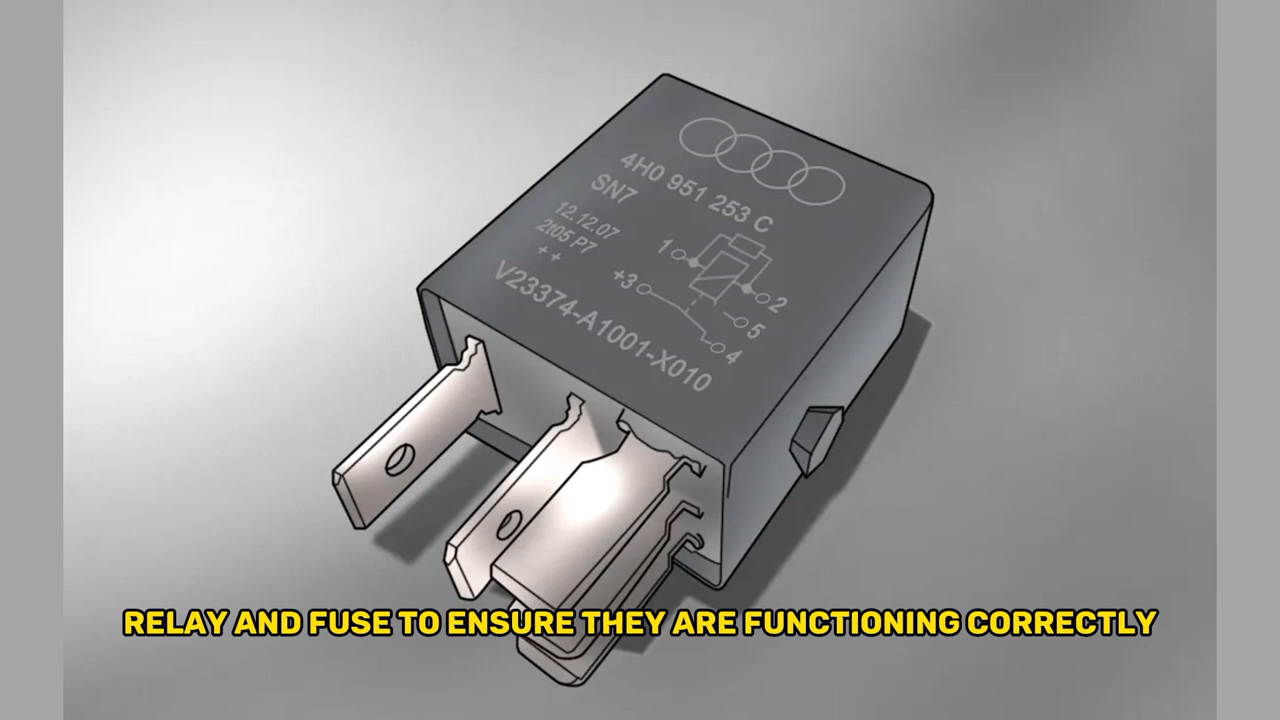 4H0 951 253 C
SN7
12.12.07
2t05 P7
++
V23374-A1001-X010
1
2
+3
5
4
RELAY AND FUSE TO ENSURE THEY ARE FUNCTIONING CORRECTLY